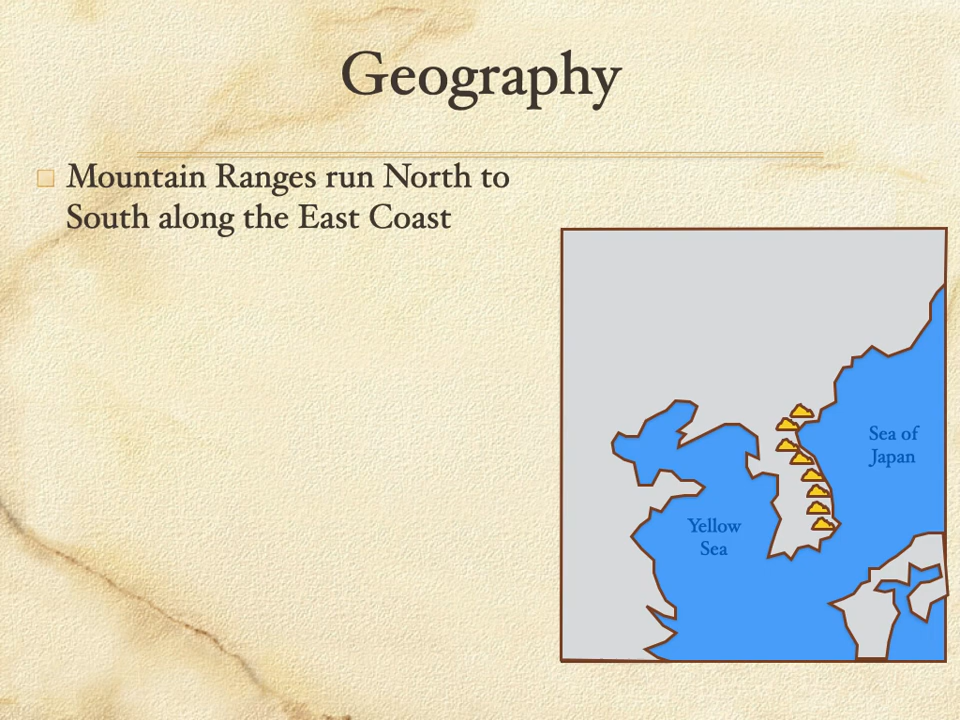 Geography
Mountain Ranges run North to
South along the East Coast
Sea of
Japan
Yellow
Sea